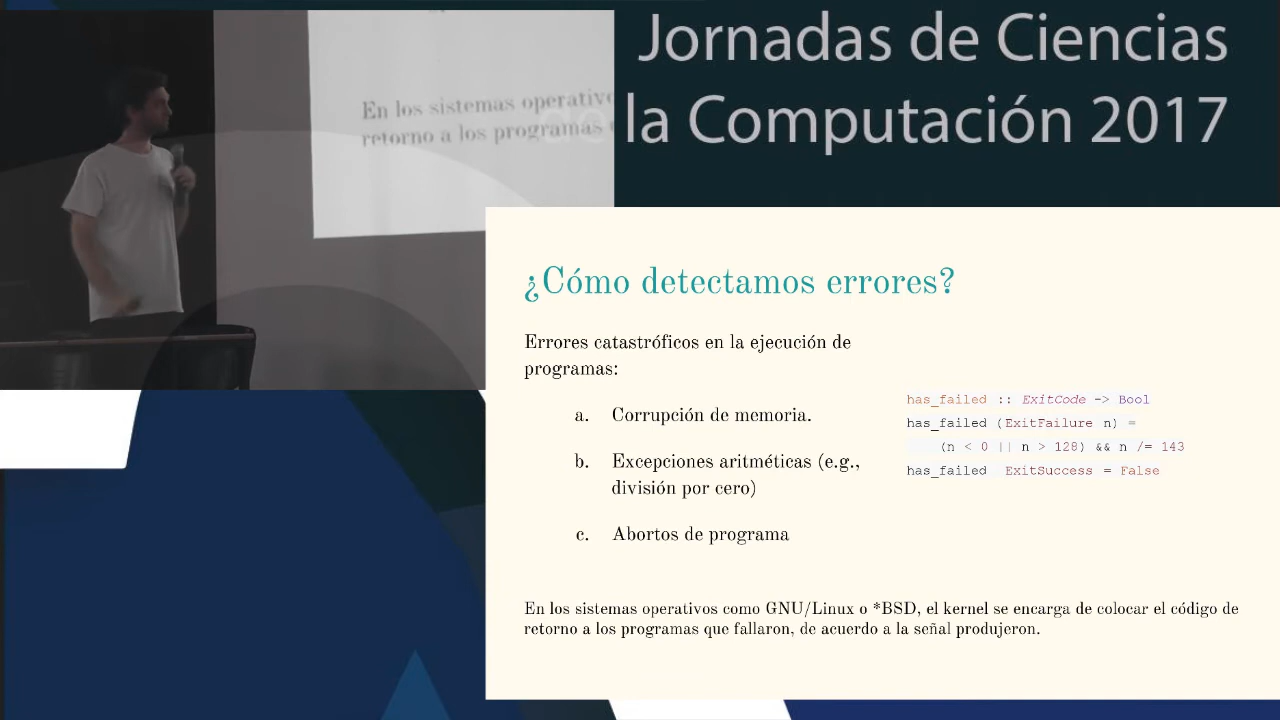 Jornadas de Ciencias
de la Computación 2017
En los sistemas operativo
retorno a los programas
¿Cómo detectamos errores?
Errores catastróficos en la ejecución de
programas:
a. Corrupción de memoria.
b. Excepciones aritméticas (e.g.,
división por cero)
c. Abortos de programa
has_failed :: ExitCode -> Bool
has_failed (ExitFailure n) =
(n < 0 || n > 128) && n /= 143
has_failed ExitSuccess = False
En los sistemas operativos como GNU/Linux o *BSD, el kernel se encarga de colocar el código de
retorno a los programas que fallaron, de acuerdo a la señal produjeron.